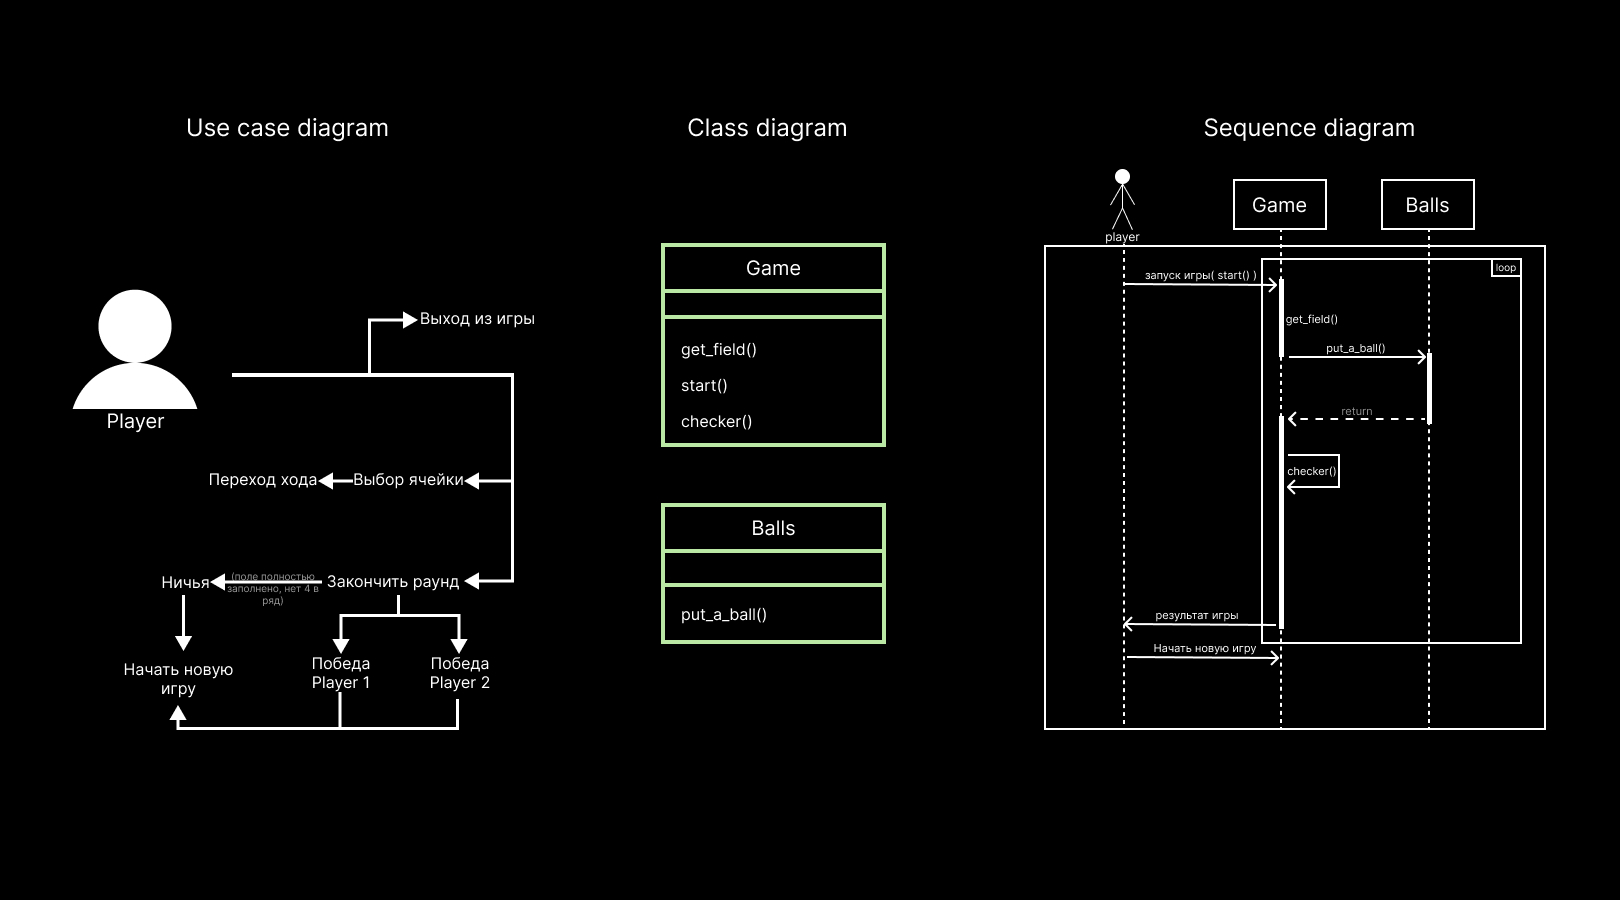 Use case diagram
Выход из игры
Player
Переход хода
Выбор ячейки
Ничья
(поле полностью
заполнено, нет 4 в
ряд)
Закончить раунд
Начать новую
игру
Победа
Player 1
Победа
Player 2
Class diagram
Game
get_field()
start()
checker()
Balls
put_a_ball()
Sequence diagram
player
Game
Balls
loop
запуск игры( start() )
get_field()
put_a_ball()
return
checker()
результат игры
Начать новую игру